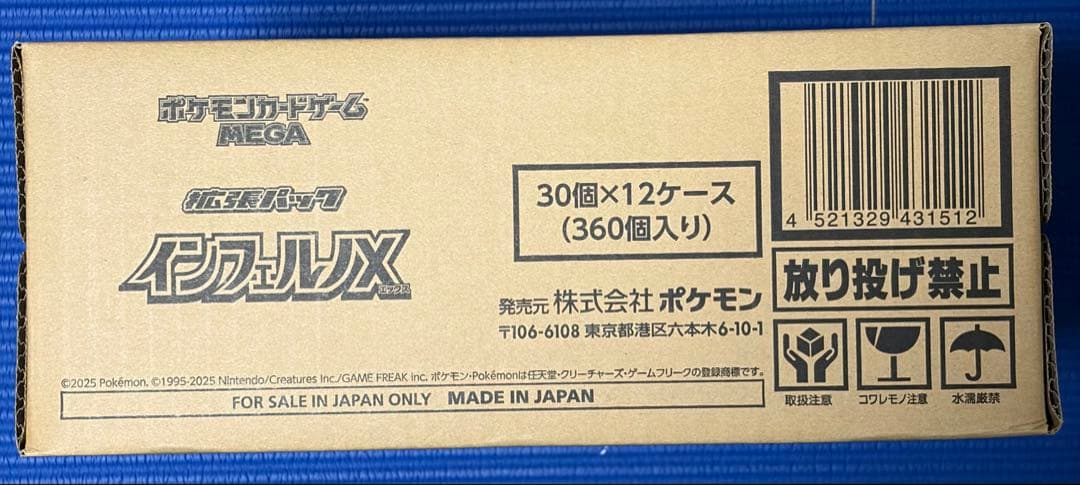 ポケモンカードゲーム
MEGA
拡張パック
インフェルノX
エックス
30個×12ケース
(360個入り)
発売元 株式会社 ポケモン
〒106-6108 東京都港区六本木6-10-1
©2025 Pokémon. ©1995-2025 Nintendo/Creatures Inc./GAME FREAK inc. ポケモン・Pokémonは任天堂・クリーチャーズ・ゲームフリークの登録商標です。
FOR SALE IN JAPAN ONLY MADE IN JAPAN
4 521329 431512
放り投げ禁止
取扱注意 コワレモノ注意 水濡厳禁